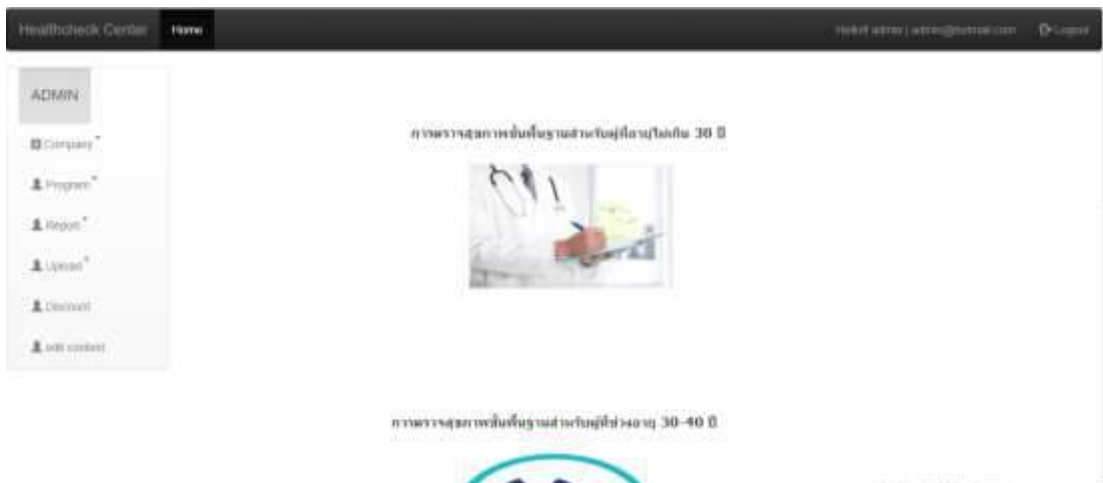 Healthcheck Center
Home
admin | admin@hotmail.com
Logout
ADMIN
Company
Program
Report
Upload
Discount
edit content
การตรวจสุขภาพขั้นพื้นฐานสำหรับผู้ที่อายุไม่เกิน 30 ปี
การตรวจสุขภาพขั้นพื้นฐานสำหรับผู้ที่ช่วงอายุ 30-40 ปี